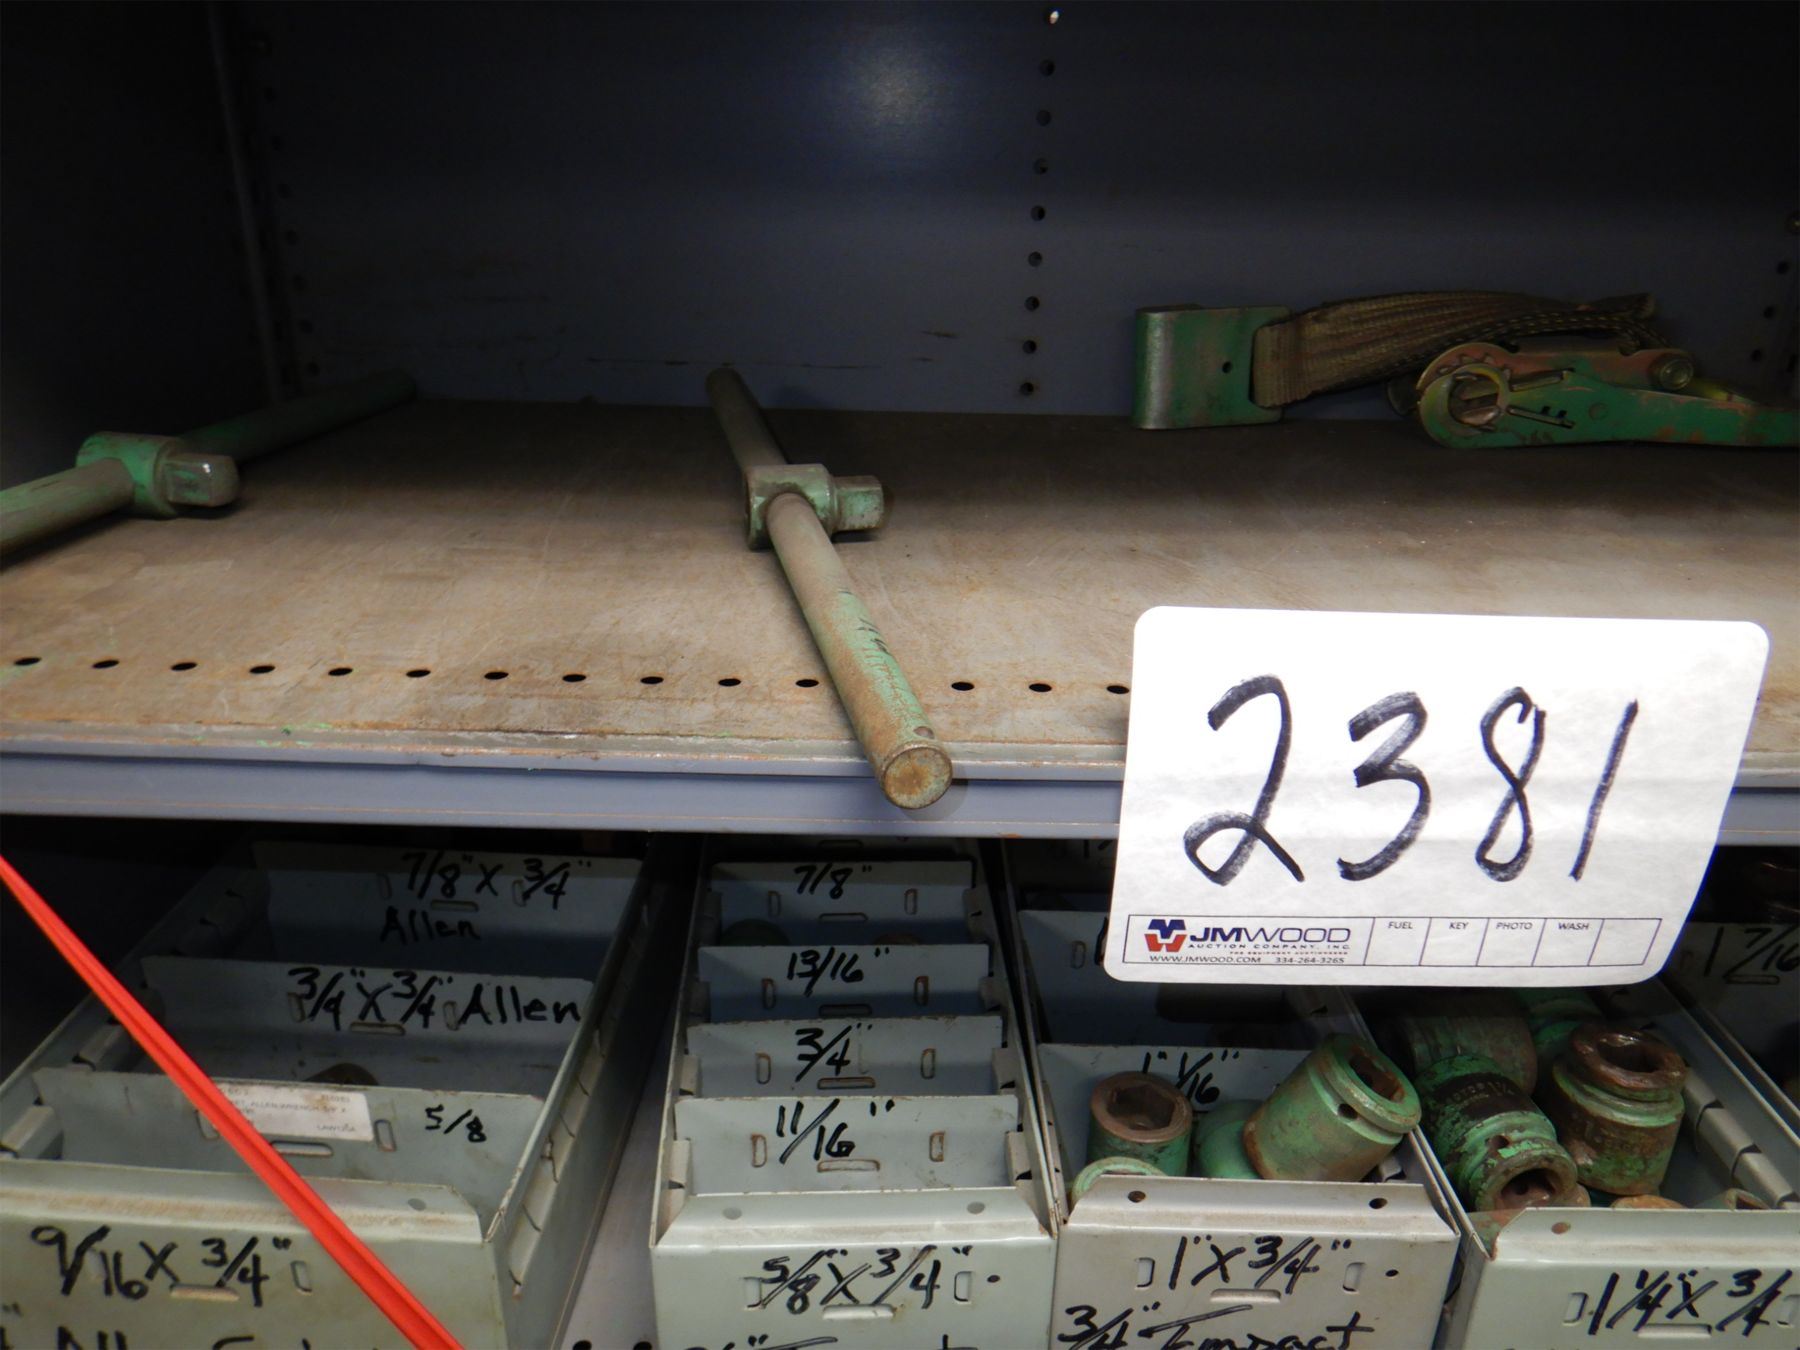 2381
JMWOOD
AUCTION COMPANY, INC.
WWW.JMWOOD.COM 334-264-3265
FUEL
KEY
PHOTO
WASH
7/8" X 3/4"
Allen
3/4" X 3/4" Allen
5/8
9/16 X 3/4"
7/8"
13/16"
3/4"
11/16"
5/8" X 3/4"
1" 1/16"
1" X 3/4"
3/4" Impact
1 7/16
1 1/4" X 3/4